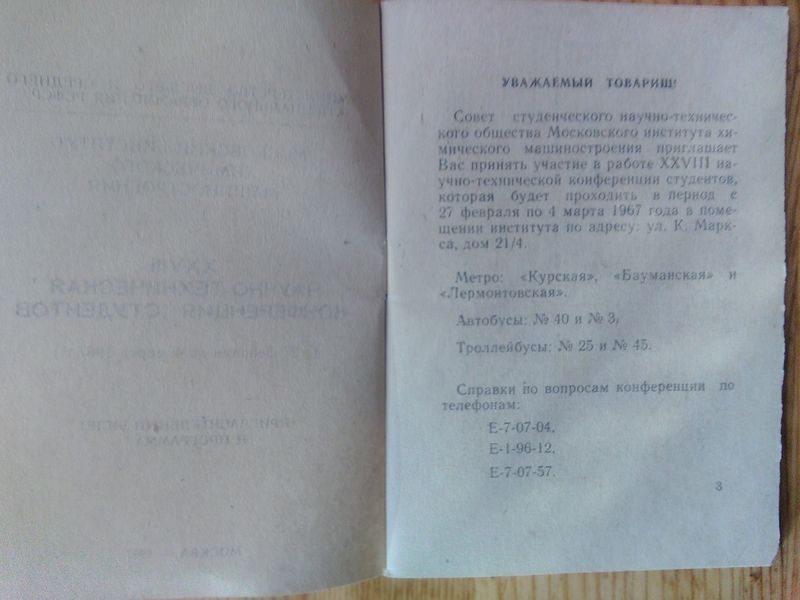 УВАЖАЕМЫЙ ТОВАРИЩ!
Совет студенческого научно-техничес-
кого общества Московского института хи-
мического машиностроения приглашает
Вас принять участие в работе XXVIII на-
учно-технической конференции студентов,
которая будет проходить в период с
27 февраля по 4 марта 1967 года в поме-
щении института по адресу: ул. К. Марк-
са, дом 21/4.
Метро: «Курская», «Бауманская» и
«Лермонтовская».
Автобусы: № 40 и № 3,
Троллейбусы: № 25 и № 45.
Справки по вопросам конференции по
телефонам:
Е-7-07-04,
Е-1-96-12,
Е-7-07-57.
3